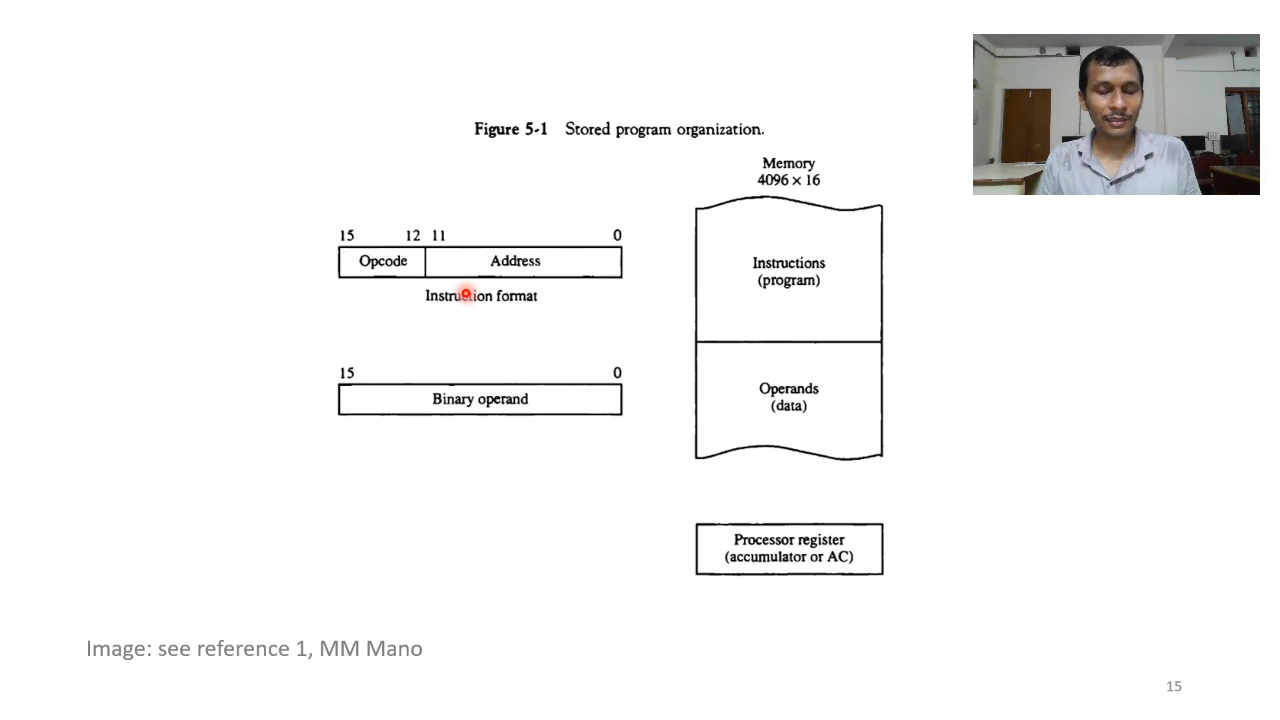 Figure 5-1 Stored program organization.
Memory
4096 × 16
15 12 11 0
Opcode Address
Instruction format
15 0
Binary operand
Instructions
(program)
Operands
(data)
Processor register
(accumulator or AC)
Image: see reference 1, MM Mano
15